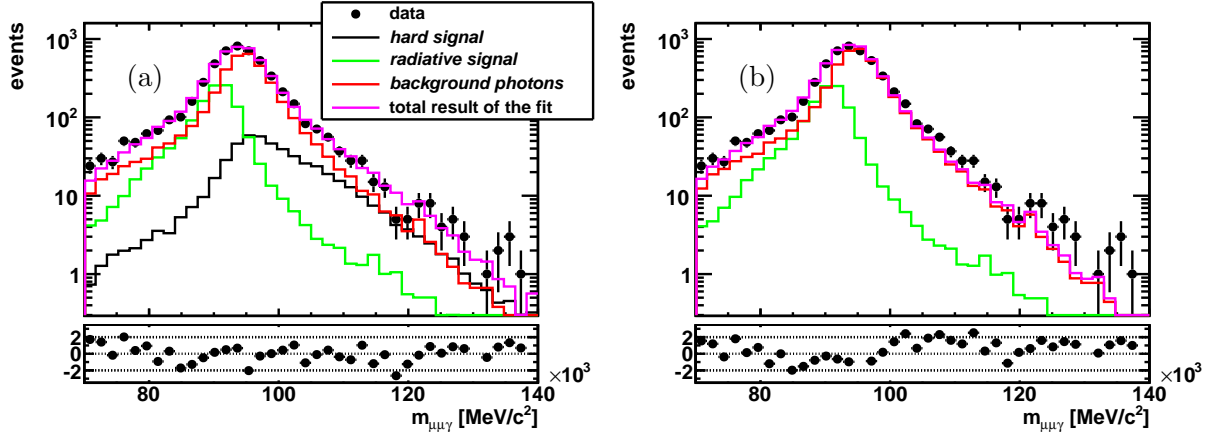 data
hard signal
radiative signal
background photons
total result of the fit
events
(a)
10³
10²
10
1
2
0
-2
80 100 120 140
×10³
m_μμγ [MeV/c²]
events
(b)
10³
10²
10
1
2
0
-2
80 100 120 140
×10³
m_μμγ [MeV/c²]